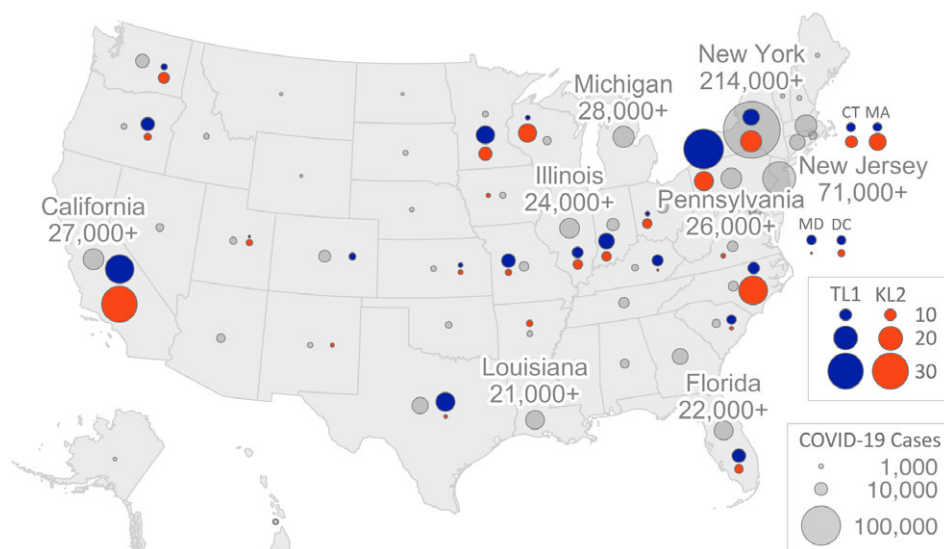 New York
214,000+
Michigan
28,000+
CT MA
New Jersey
71,000+
Illinois
24,000+
Pennsylvania
26,000+
California
27,000+
MD DC
TL1 KL2
10
20
30
Louisiana
21,000+
Florida
22,000+
COVID-19 Cases
1,000
10,000
100,000